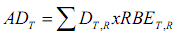 AD_T = ∑ D_{T,R} x RBE_{T,R}